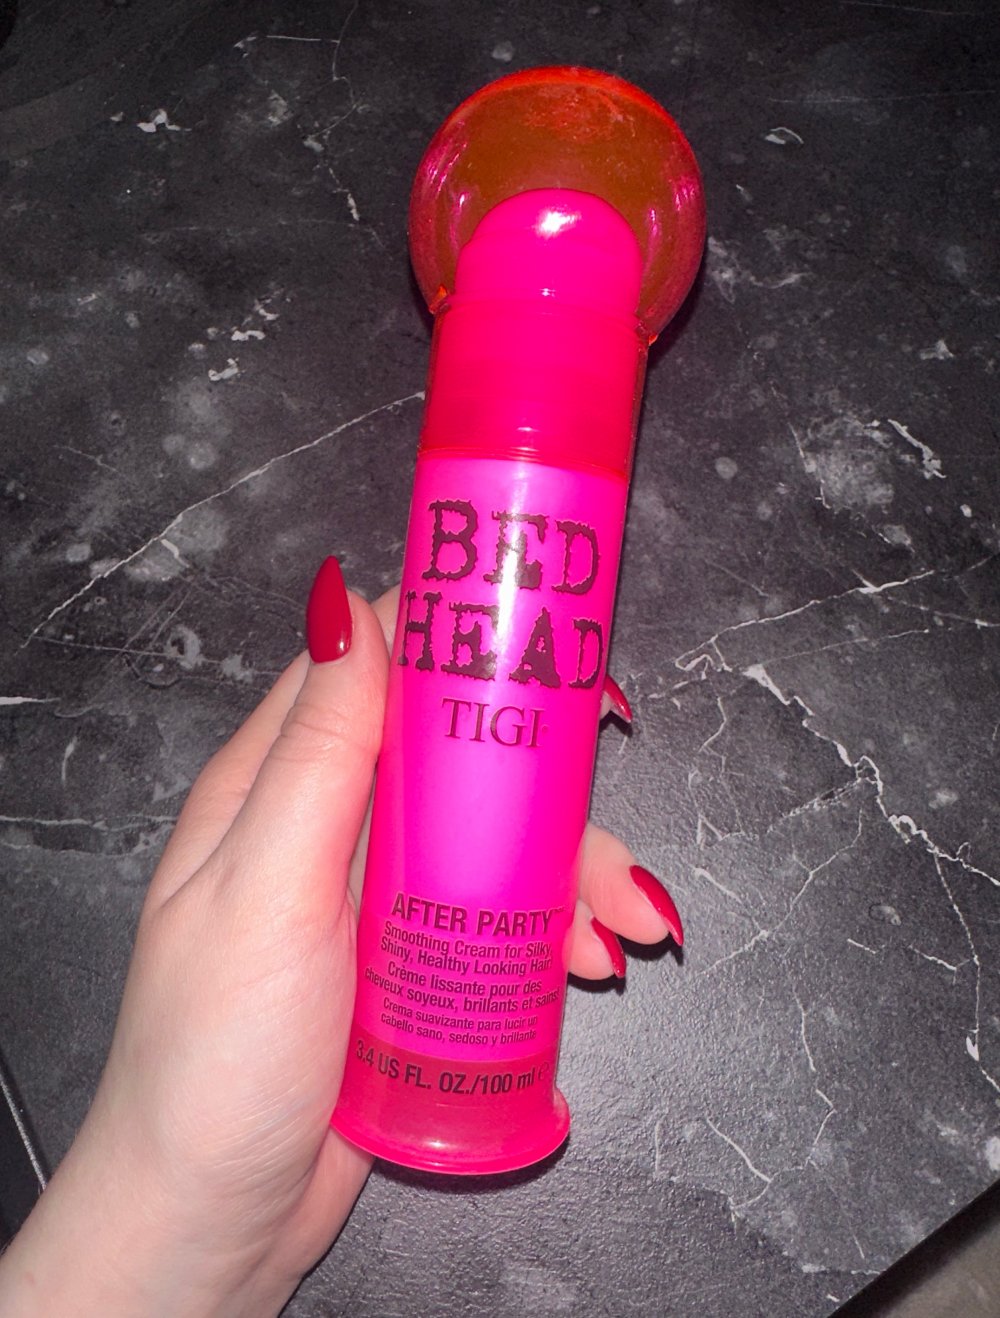 BED
HEAD
TIGI
AFTER PARTY™
Smoothing Cream for Silky,
Shiny, Healthy Looking Hair!
Crème lissante pour des
cheveux soyeux, brillants et sains!
Crema suavizante para lucir un
cabello sano, sedoso y brillante
3.4 US FL. OZ./100 ml e